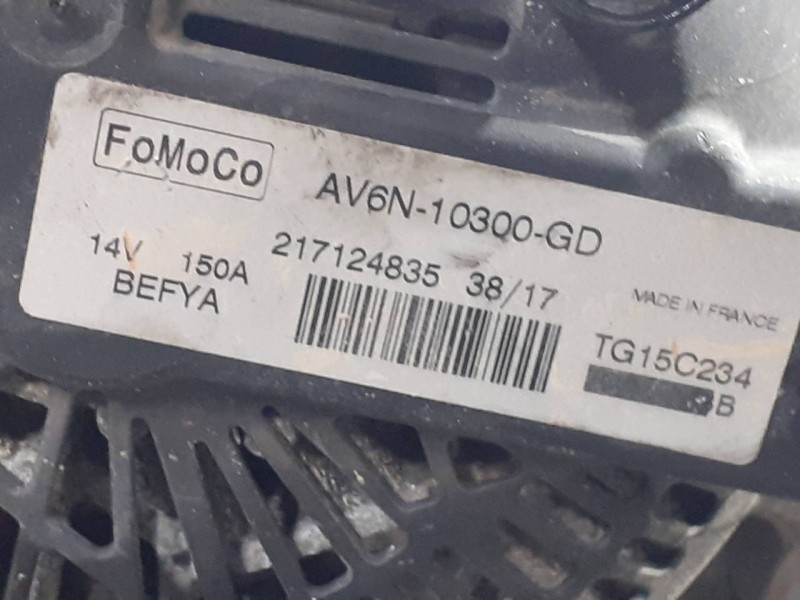 FoMoCo AV6N-10300-GD
14V 150A 217124835 38/17
BEFYA
MADE IN FRANCE
TG15C234
B